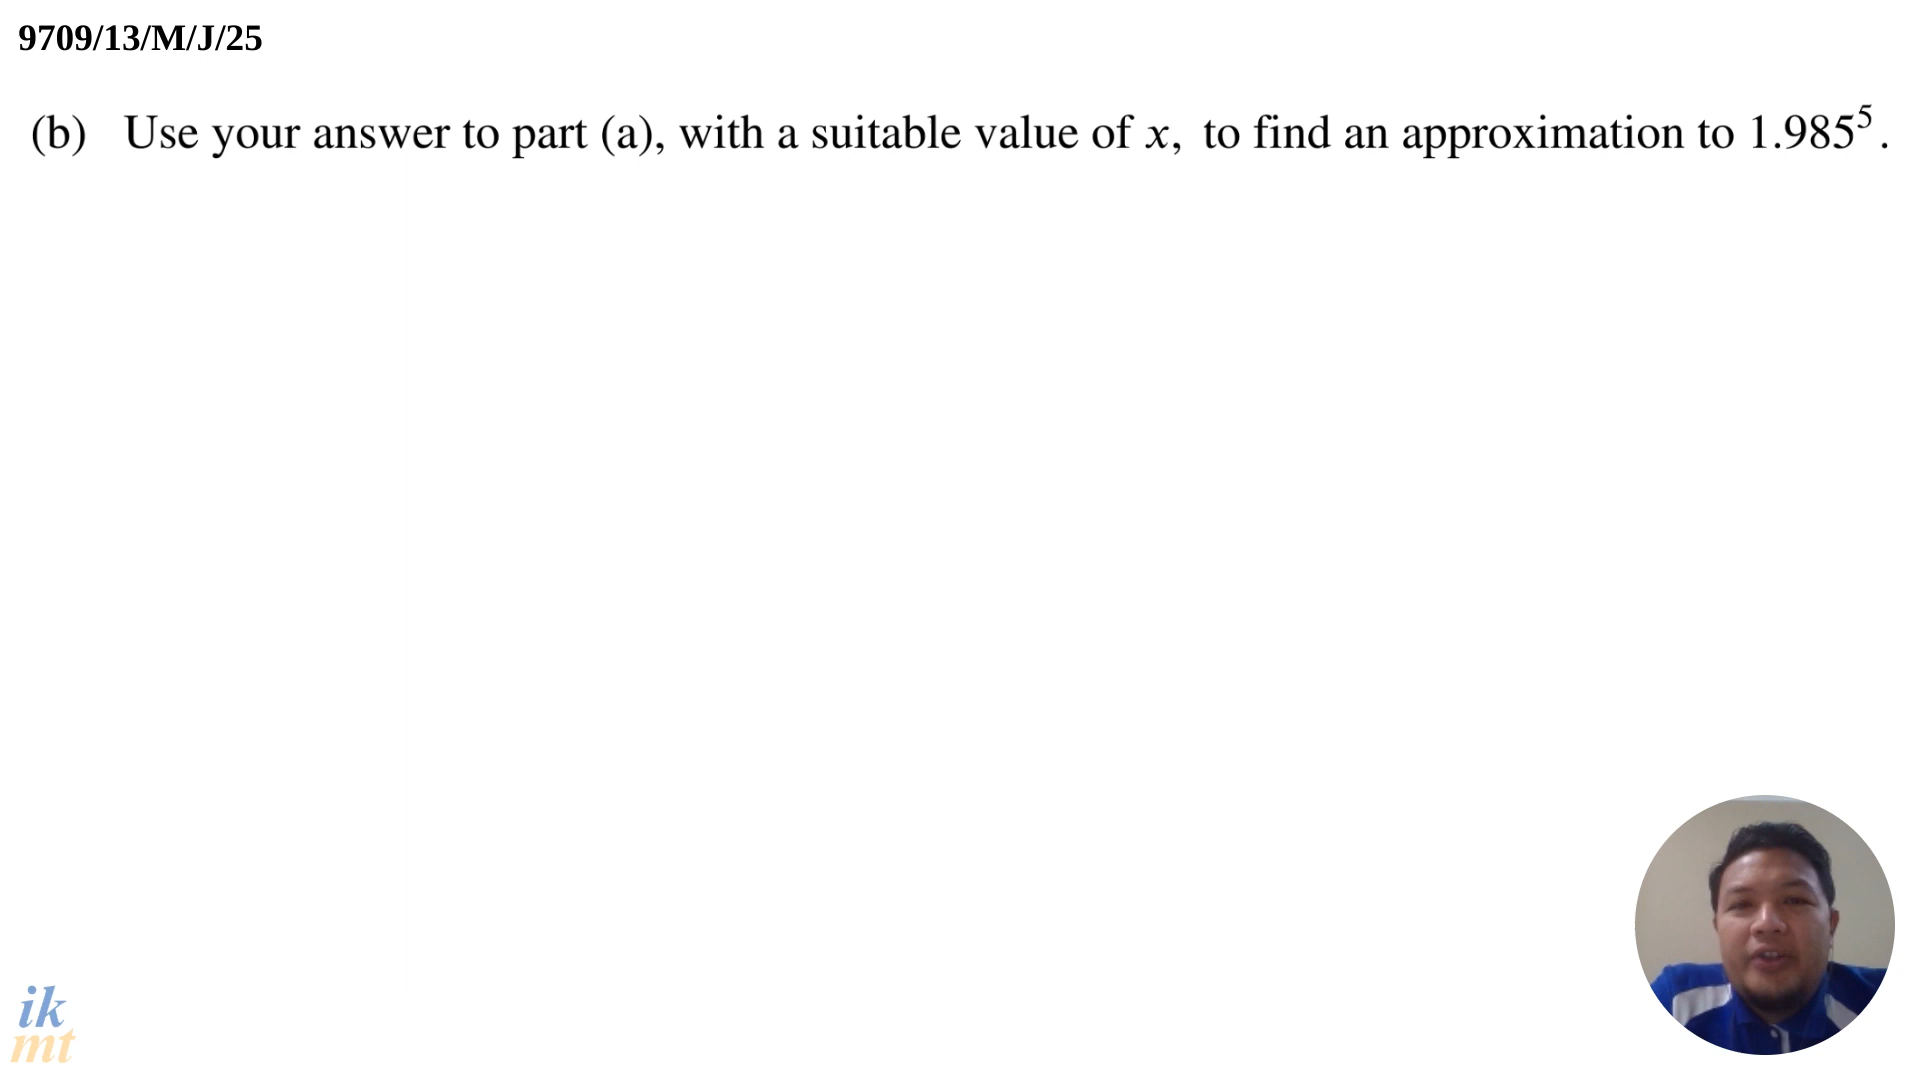 9709/13/M/J/25
(b) Use your answer to part (a), with a suitable value of x, to find an approximation to 1.985⁵.
ik
mt